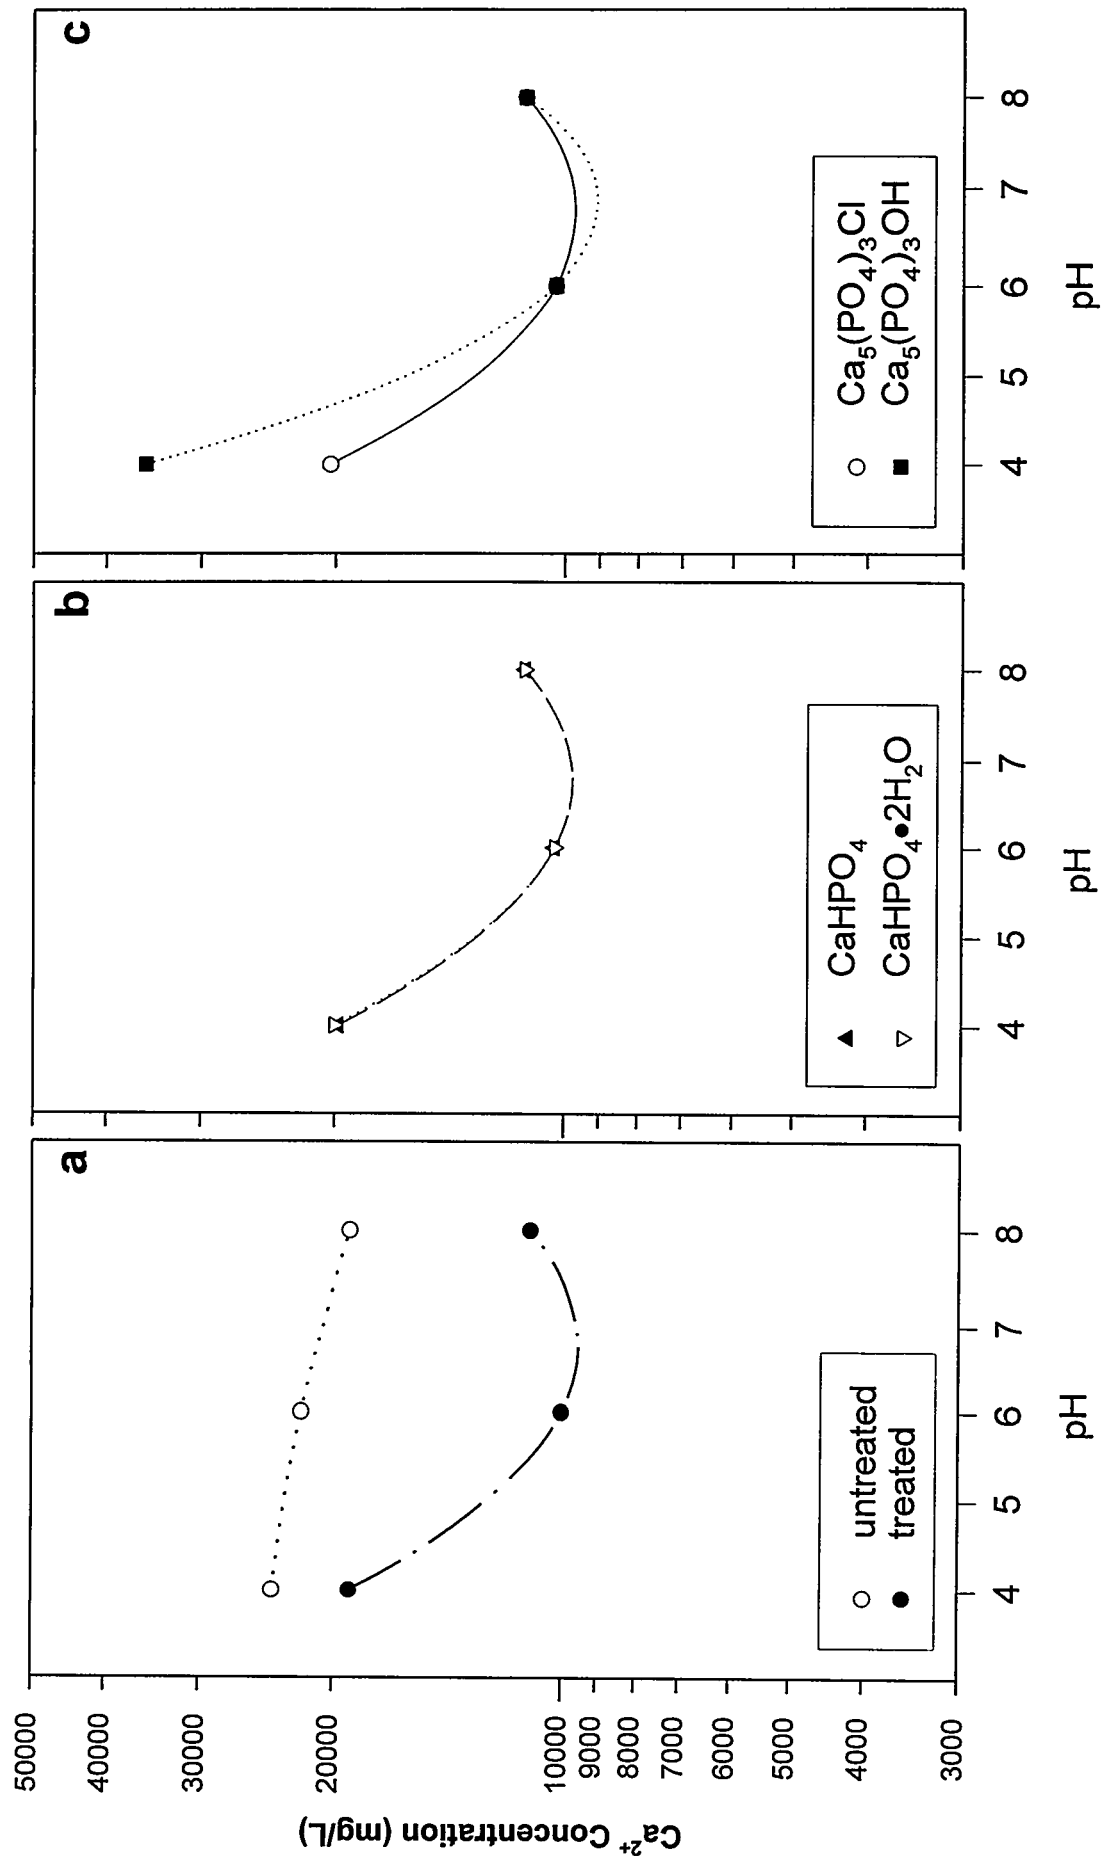 Ca²⁺ Concentration (mg/L)
50000
40000
30000
20000
10000
9000
8000
7000
6000
5000
4000
3000
a
untreated
treated
4 5 6 7 8
pH
b
CaHPO₄
CaHPO₄•2H₂O
4 5 6 7 8
pH
c
Ca₅(PO₄)₃Cl
Ca₅(PO₄)₃OH
4 5 6 7 8
pH